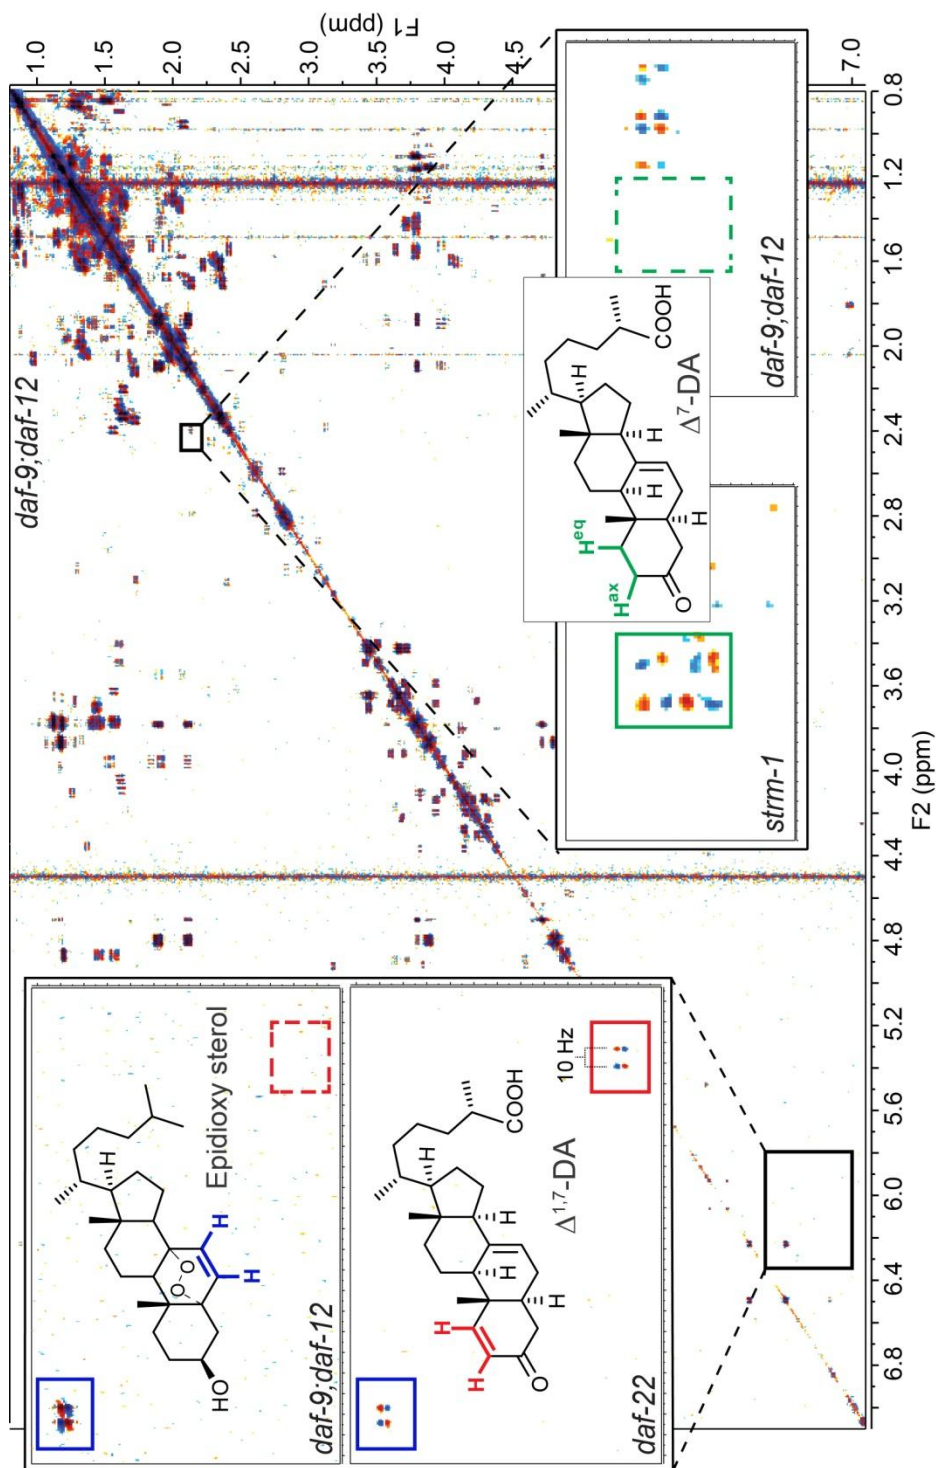 daf-9;daf-12
Epidioxy sterol
HO
O
O
H
H
H
daf-9;daf-12
Δ1,7-DA
H
H
H
H
H
H
O
COOH
10 Hz
daf-22
Δ7-DA
Hax
Heq
H
H
H
H
O
COOH
strm-1
daf-9;daf-12
1.0
1.5
2.0
2.5
3.0
3.5
4.0
4.5
7.0
F1
(ppm)
6.8 6.4 6.0 5.6 5.2 4.8 4.4 4.0 3.6 3.2 2.8 2.4 2.0 1.6 1.2 0.8
F2 (ppm)